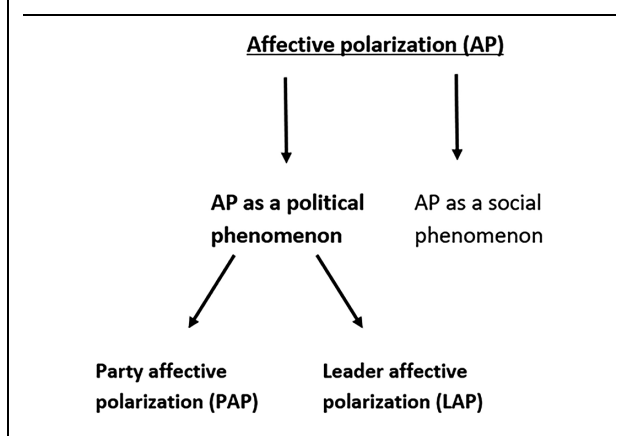 Affective polarization (AP)
AP as a political
phenomenon
AP as a social
phenomenon
Party affective
polarization (PAP)
Leader affective
polarization (LAP)